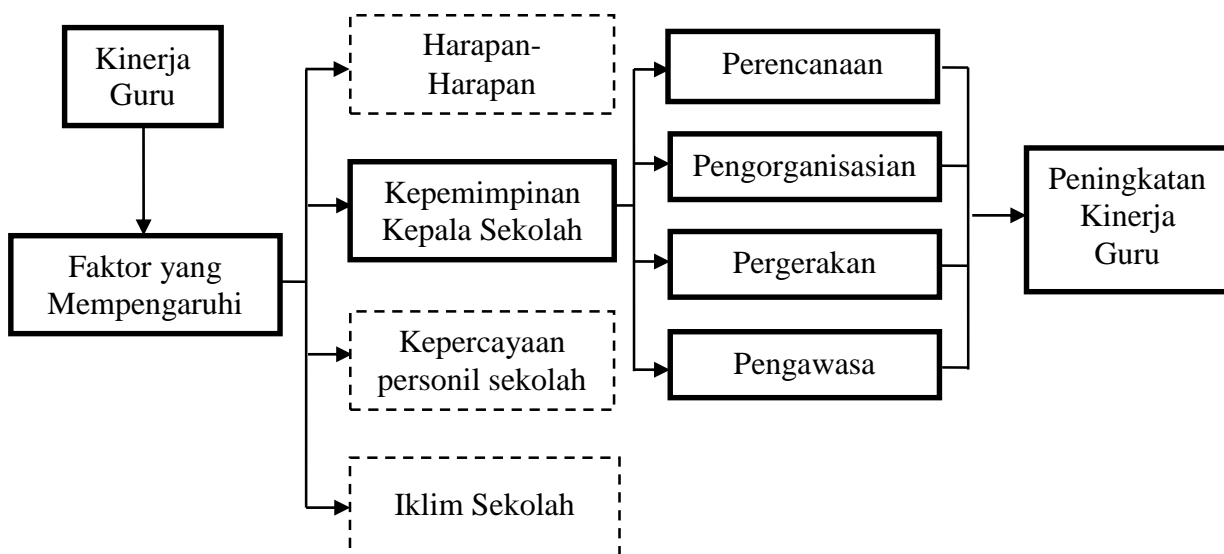 Kinerja
Guru
Faktor yang
Mempengaruhi
Harapan-
Harapan
Kepemimpinan
Kepala Sekolah
Kepercayaan
personil sekolah
Iklim Sekolah
Perencanaan
Pengorganisasian
Pergerakan
Pengawasa
Peningkatan
Kinerja
Guru